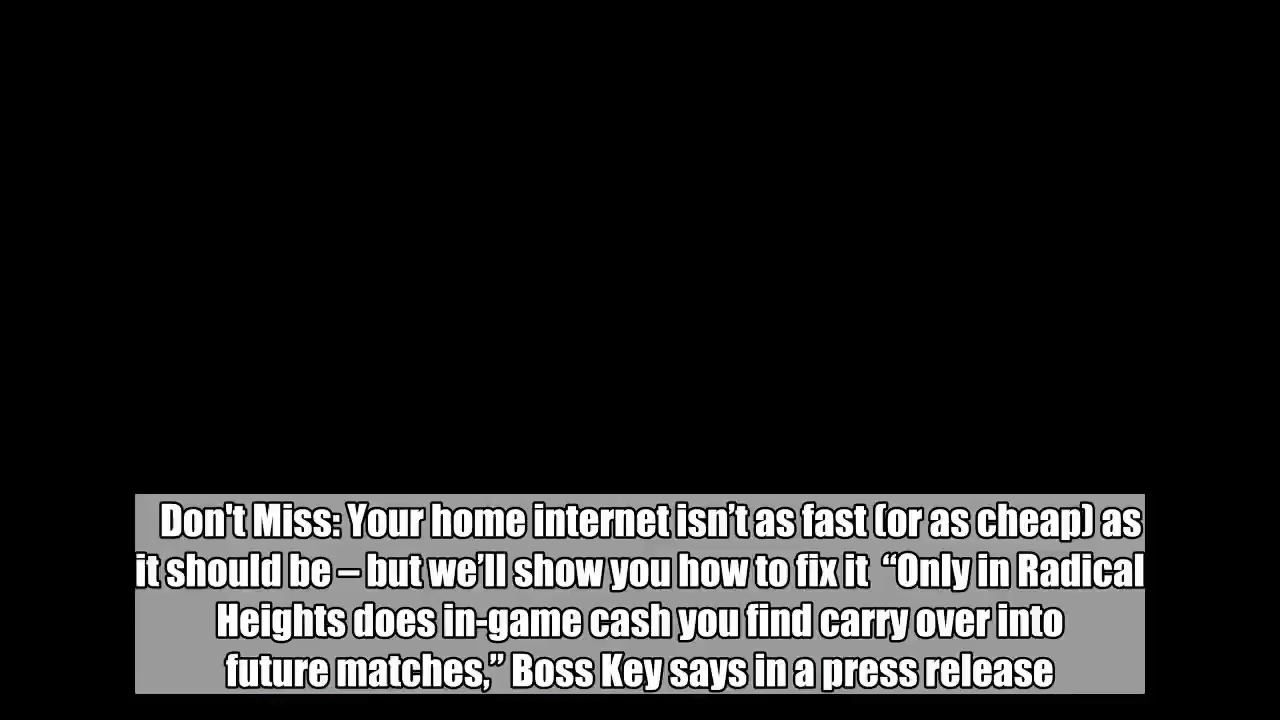 Don't Miss: Your home internet isn’t as fast (or as cheap) as
it should be – but we’ll show you how to fix it “Only in Radical
Heights does in-game cash you find carry over into
future matches,” Boss Key says in a press release